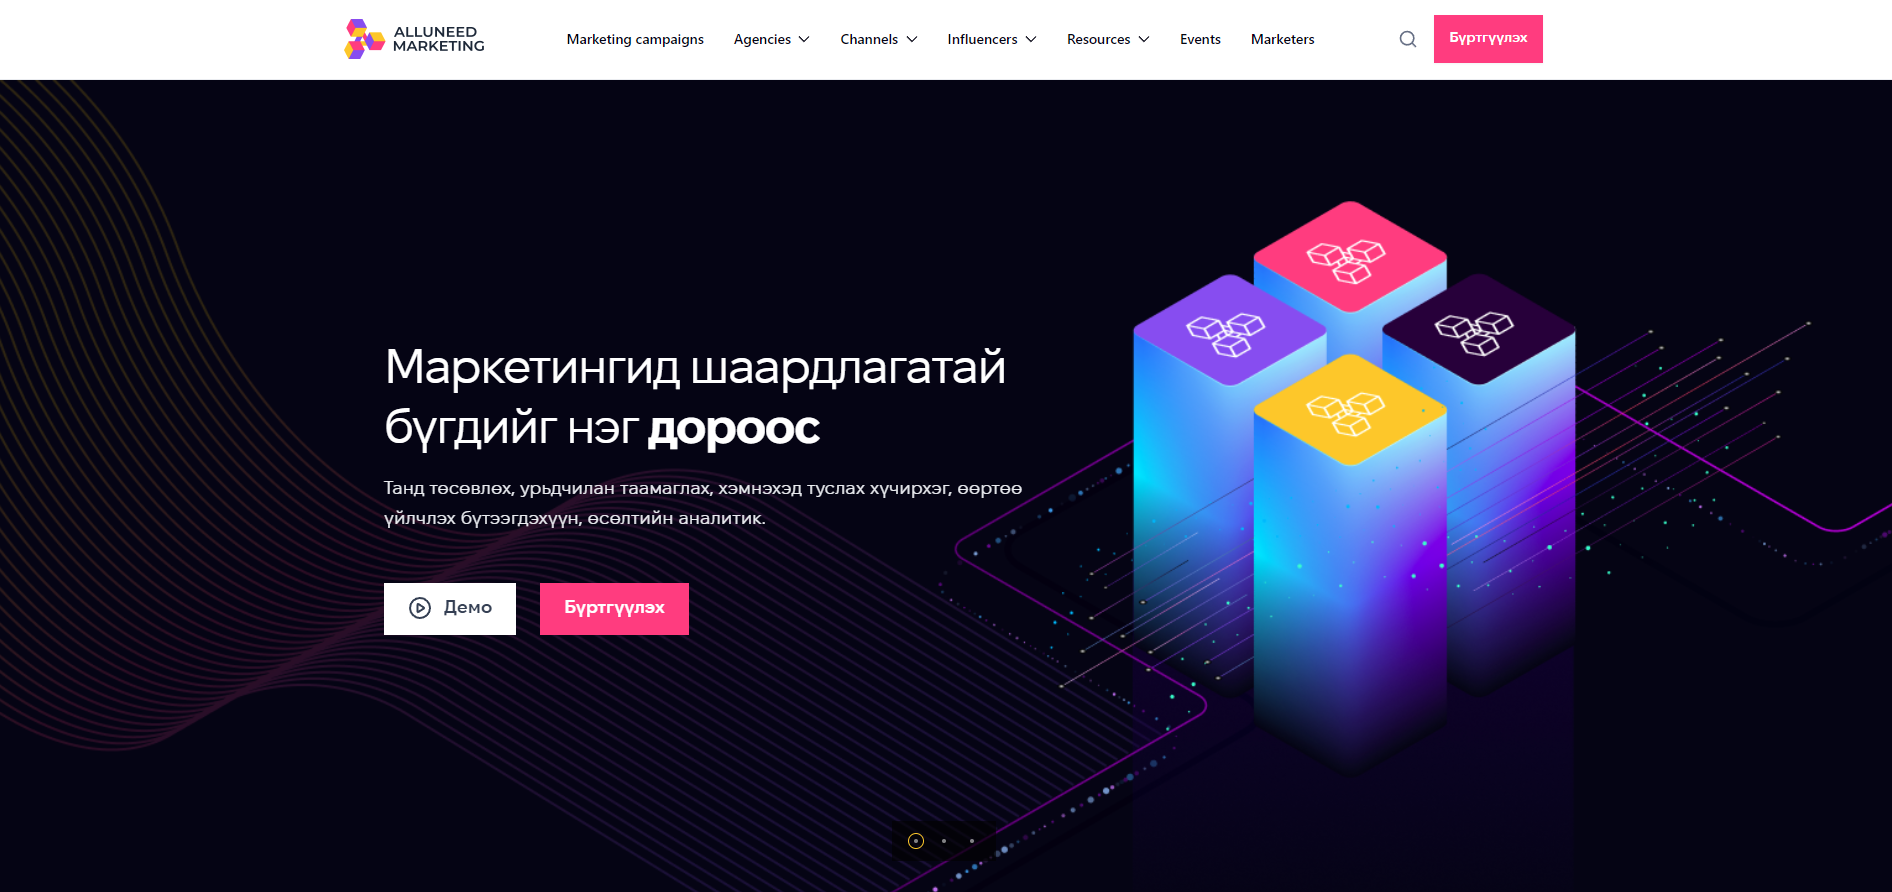 ALLUNEED
MARKETING
Marketing campaigns
Agencies
Channels
Influencers
Resources
Events
Marketers
Бүртгүүлэх
Маркетингид шаардлагатай
бүгдийг нэг дороос
Танд төсөвлөх, урьдчилан таамаглах, хэмнэхэд туслах хүчирхэг, өөртөө
үйлчлэх бүтээгдэхүүн, өсөлтийн аналитик.
Демо
Бүртгүүлэх